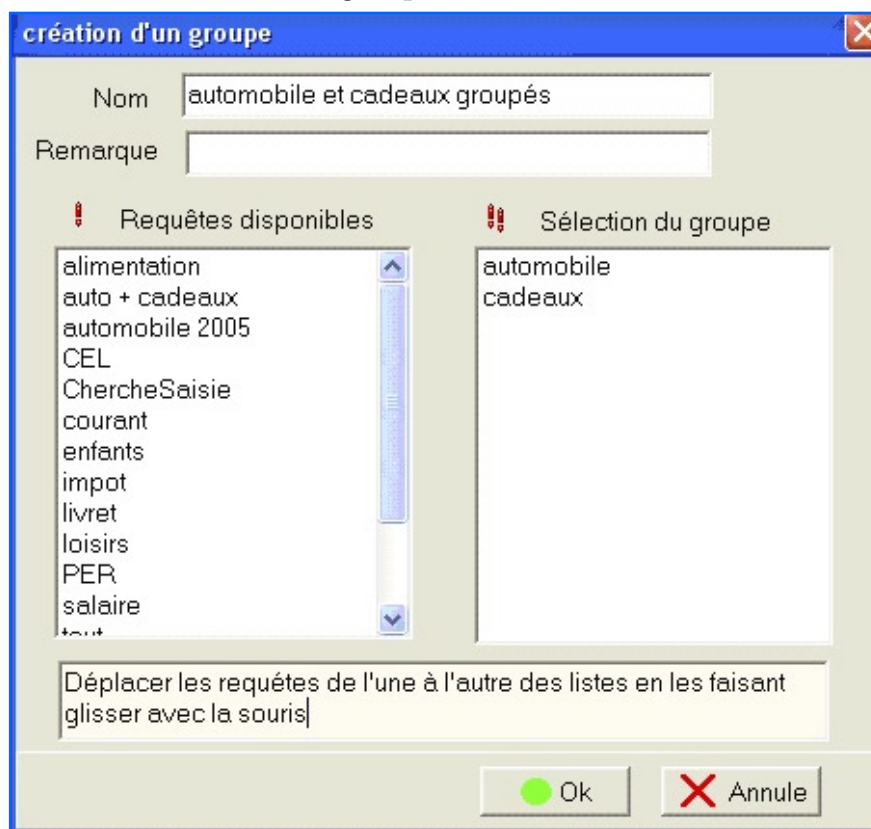 création d'un groupe
Nom
automobile et cadeaux groupés
Remarque
Requêtes disponibles
Sélection du groupe
alimentation
auto + cadeaux
automobile 2005
CEL
ChercheSaisie
courant
enfants
impot
livret
loisirs
PER
salaire
tout
automobile
cadeaux
Déplacer les requétes de l'une à l'autre des listes en les faisant
glisser avec la souris
Ok
Annule